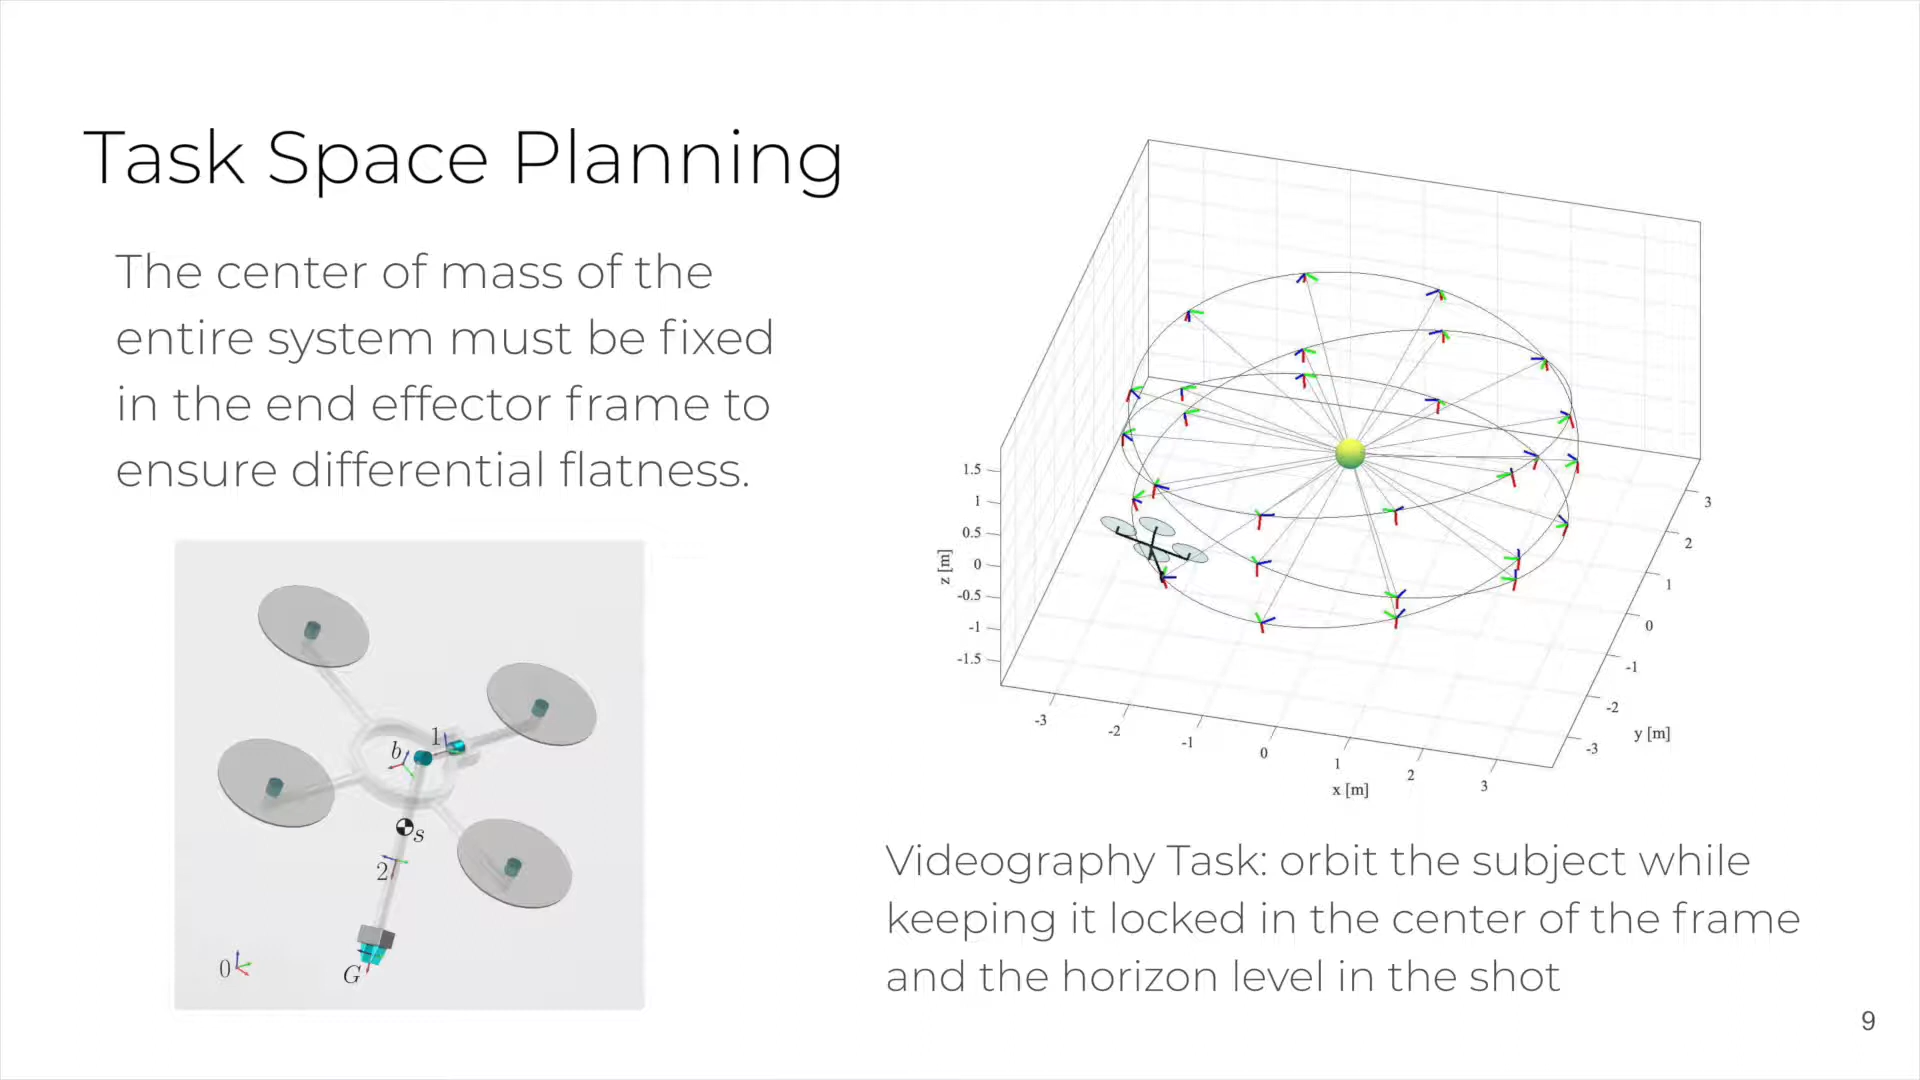 Task Space Planning
The center of mass of the
entire system must be fixed
in the end effector frame to
ensure differential flatness.
b
1
s
2
G
0
1.5
1
0.5
0
-0.5
-1
-1.5
z [m]
-3
-2
-1
0
1
2
3
x [m]
3
2
1
0
-1
-2
-3
y [m]
Videography Task: orbit the subject while
keeping it locked in the center of the frame
and the horizon level in the shot
9